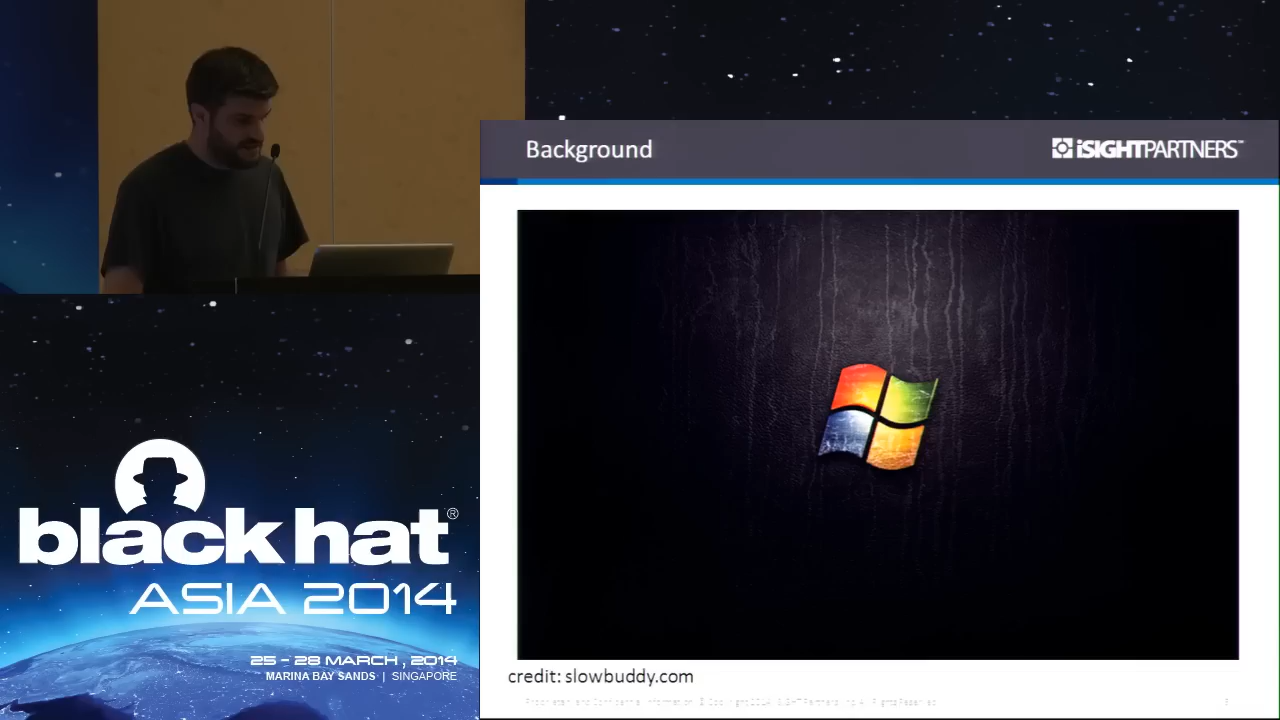 Background
iSIGHTPARTNERS
black hat®
ASIA 2014
25 - 28 MARCH, 2014
MARINA BAY SANDS | SINGAPORE
credit: slowbuddy.com